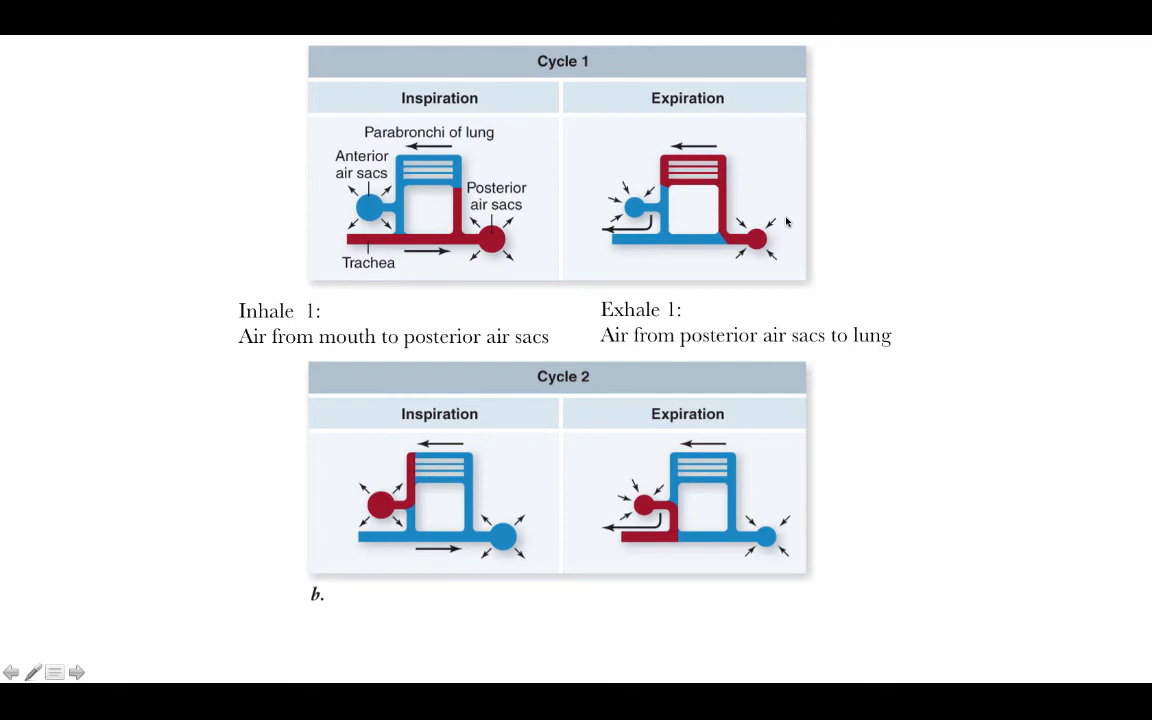 Cycle 1
Inspiration
Expiration
Parabronchi of lung
Anterior
air sacs
Posterior
air sacs
Trachea
Inhale 1:
Air from mouth to posterior air sacs
Exhale 1:
Air from posterior air sacs to lung
Cycle 2
Inspiration
Expiration
b.